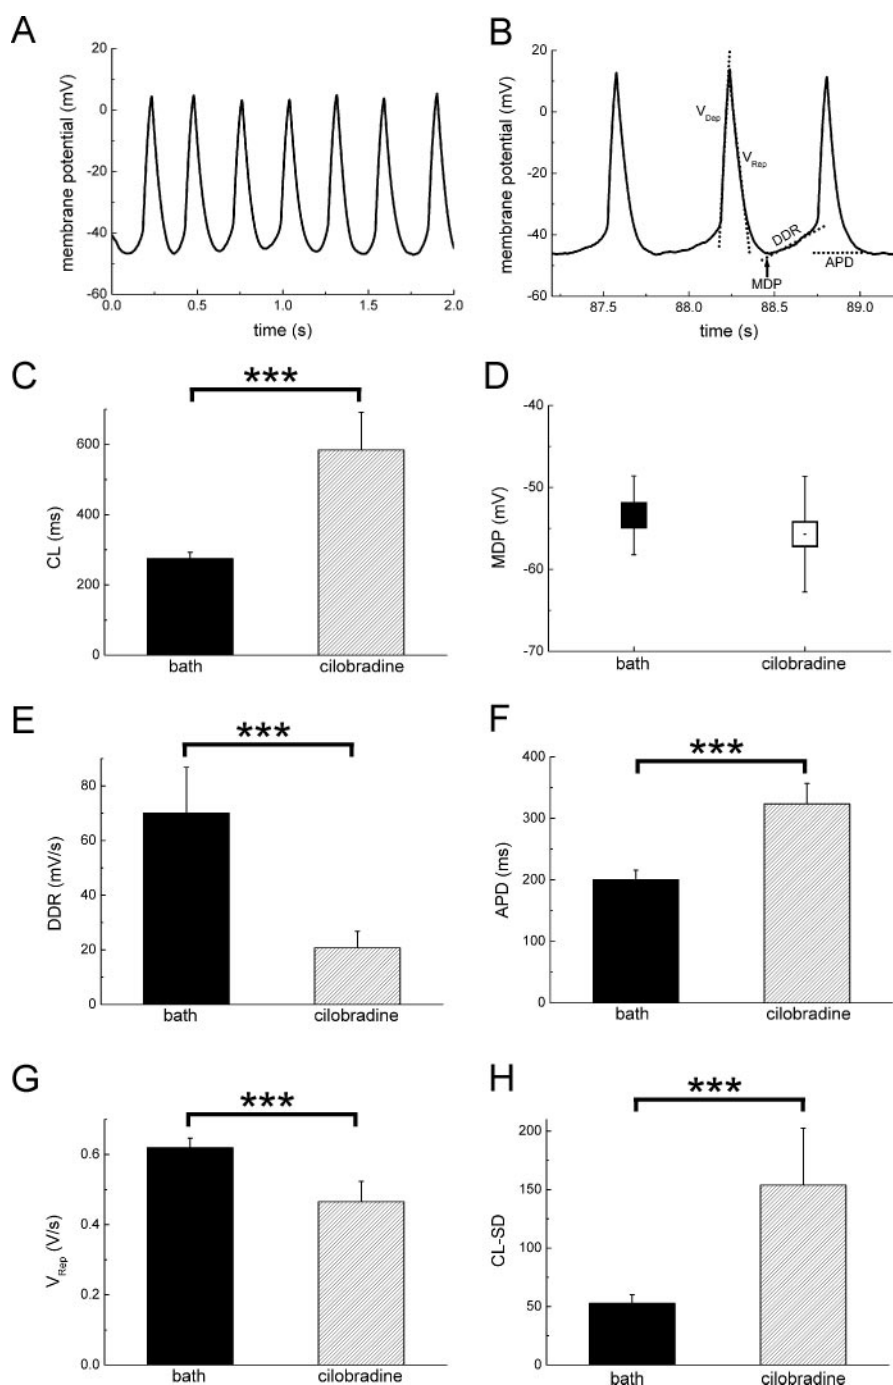 A
20
0
-20
-40
-60
membrane potential (mV)
0.0 0.5 1.0 1.5 2.0
time (s)
B
20
0
-20
-40
-60
membrane potential (mV)
V Dep
V Rep
DDR
APD
MDP
87.5 88.0 88.5 89.0
time (s)
C
***
600
400
200
0
CL (ms)
bath cilobradine
D
-40
-50
-60
-70
MDP (mV)
bath cilobradine
E
***
80
60
40
20
0
DDR (mV/s)
bath cilobradine
F
***
400
300
200
100
0
APD (ms)
bath cilobradine
G
***
0.6
0.4
0.2
0.0
V Rep (V/s)
bath cilobradine
H
***
200
150
100
50
0
CL-SD
bath cilobradine